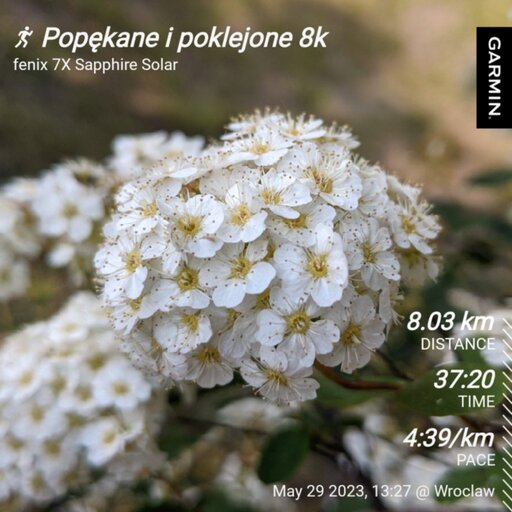 Popękane i poklejone 8k
fenix 7X Sapphire Solar
GARMIN.
8.03 km
DISTANCE
37:20
TIME
4:39/km
PACE
May 29 2023, 13:27 @ Wroclaw